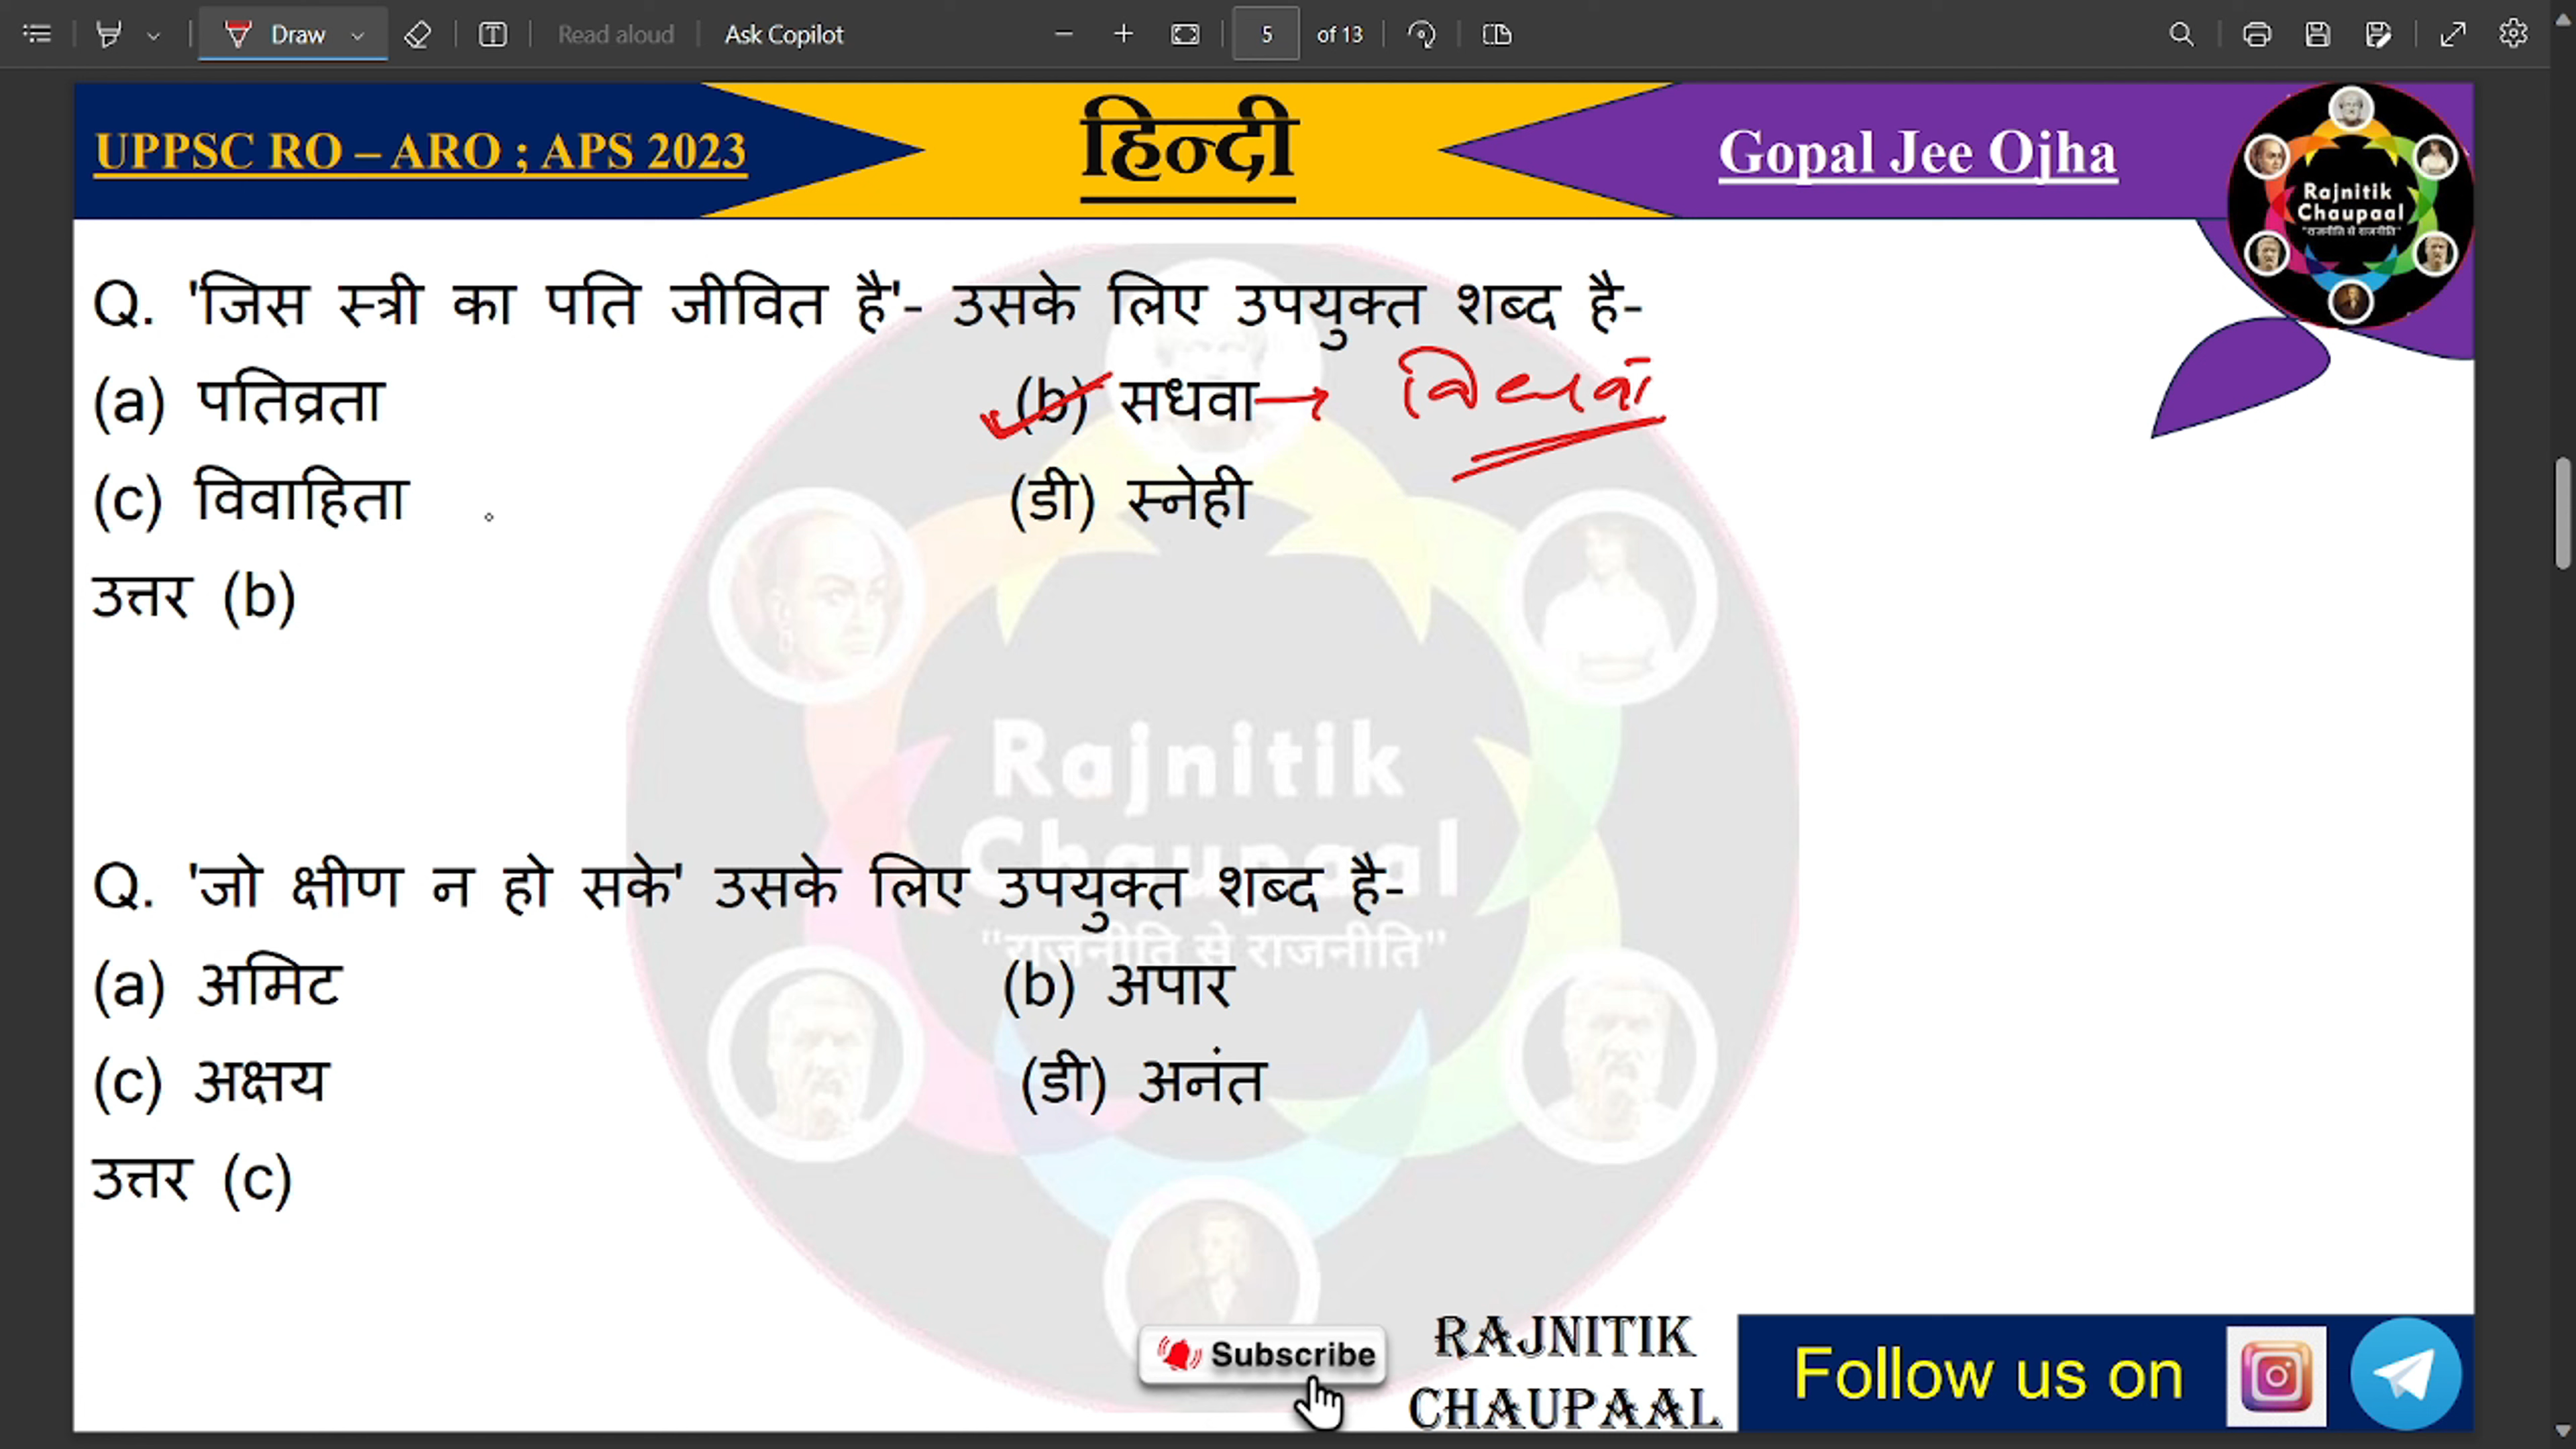 Draw
Read aloud
Ask Copilot
5 of 13
UPPSC RO – ARO ; APS 2023
हिन्दी
Gopal Jee Ojha
Rajnitik
Chaupaal
"राजनीति से राजनीति"
Q. 'जिस स्त्री का पति जीवित है'- उसके लिए उपयुक्त शब्द है-
(a) पतिव्रता (b) सधवा → विधवा
(c) विवाहिता (डी) स्नेही
उत्तर (b)
Rajnitik
Chaupaal
"राजनीति से राजनीति"
Q. 'जो क्षीण न हो सके' उसके लिए उपयुक्त शब्द है-
(a) अमिट (b) अपार
(c) अक्षय (डी) अनंत
उत्तर (c)
Subscribe
RAJNITIK
CHAUPAAL
Follow us on